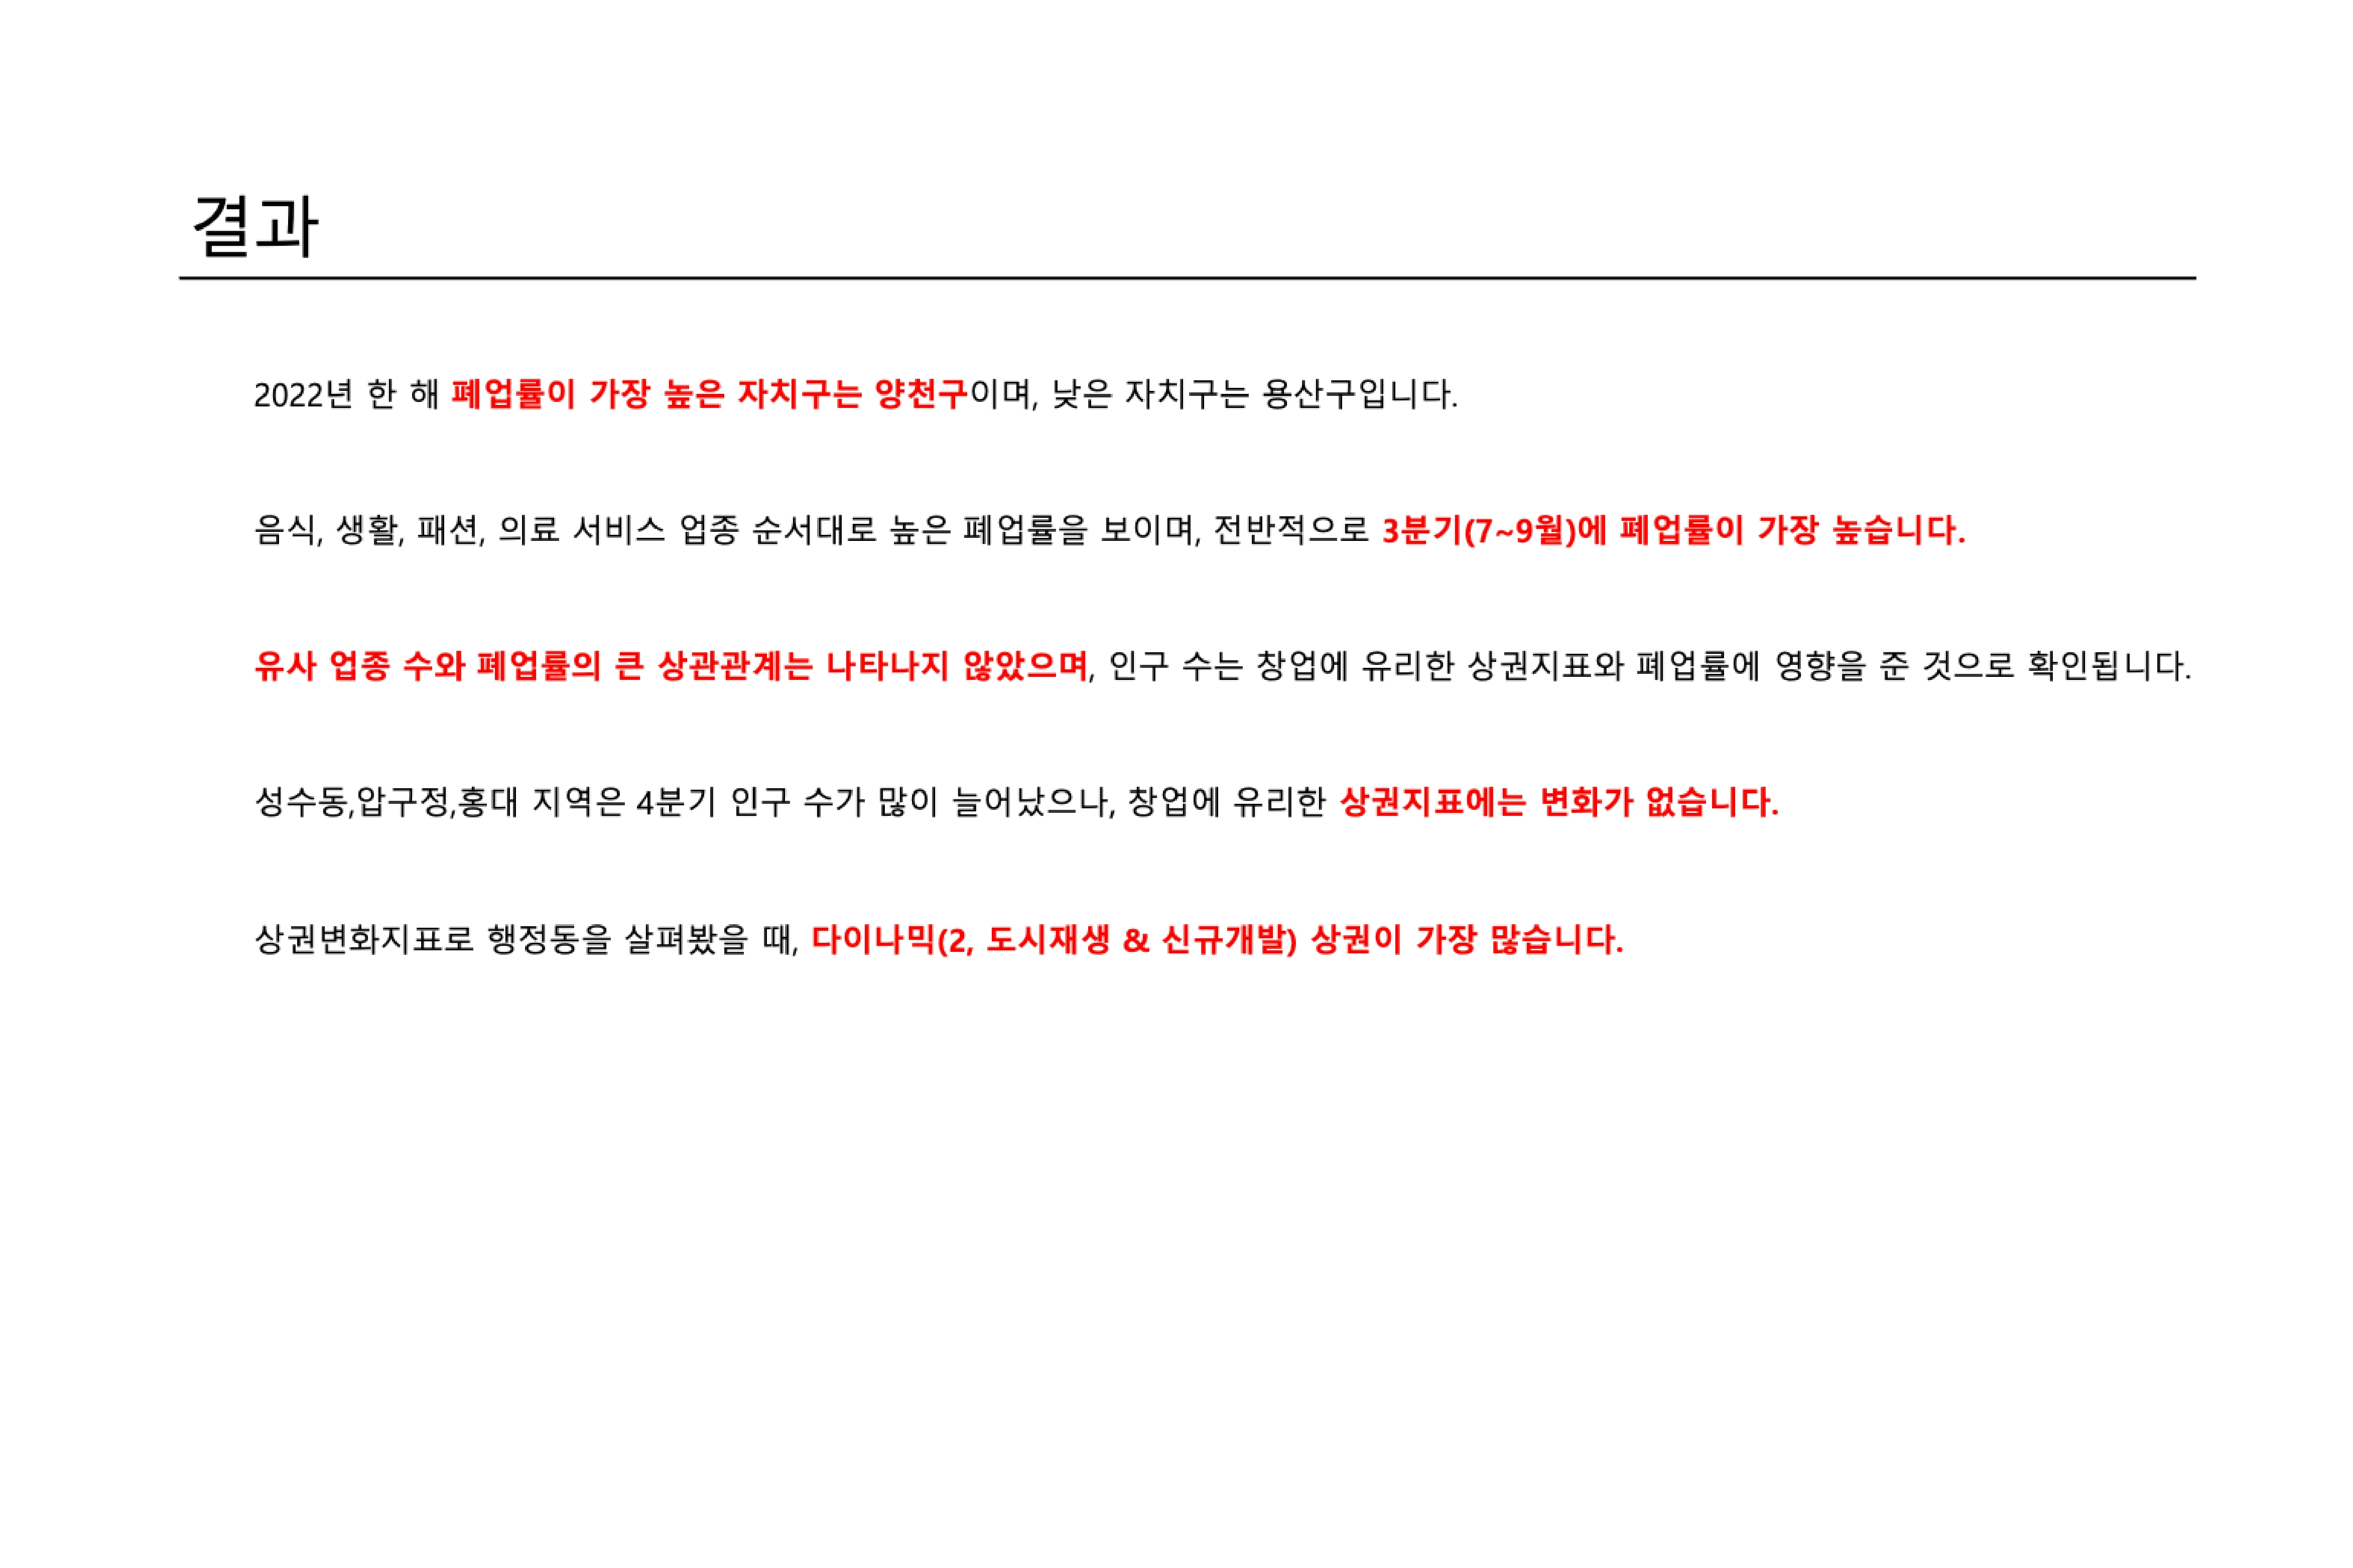 결과
2022년 한 해 폐업률이 가장 높은 자치구는 양천구이며, 낮은 자치구는 용산구입니다.
음식, 생활, 패션, 의료 서비스 업종 순서대로 높은 폐업률을 보이며, 전반적으로 3분기(7~9월)에 폐업률이 가장 높습니다.
유사 업종 수와 폐업률의 큰 상관관계는 나타나지 않았으며, 인구 수는 창업에 유리한 상권지표와 폐업률에 영향을 준 것으로 확인됩니다.
성수동,압구정,홍대 지역은 4분기 인구 수가 많이 늘어났으나, 창업에 유리한 상권지표에는 변화가 없습니다.
상권변화지표로 행정동을 살펴봤을 때, 다이나믹(2, 도시재생 & 신규개발) 상권이 가장 많습니다.